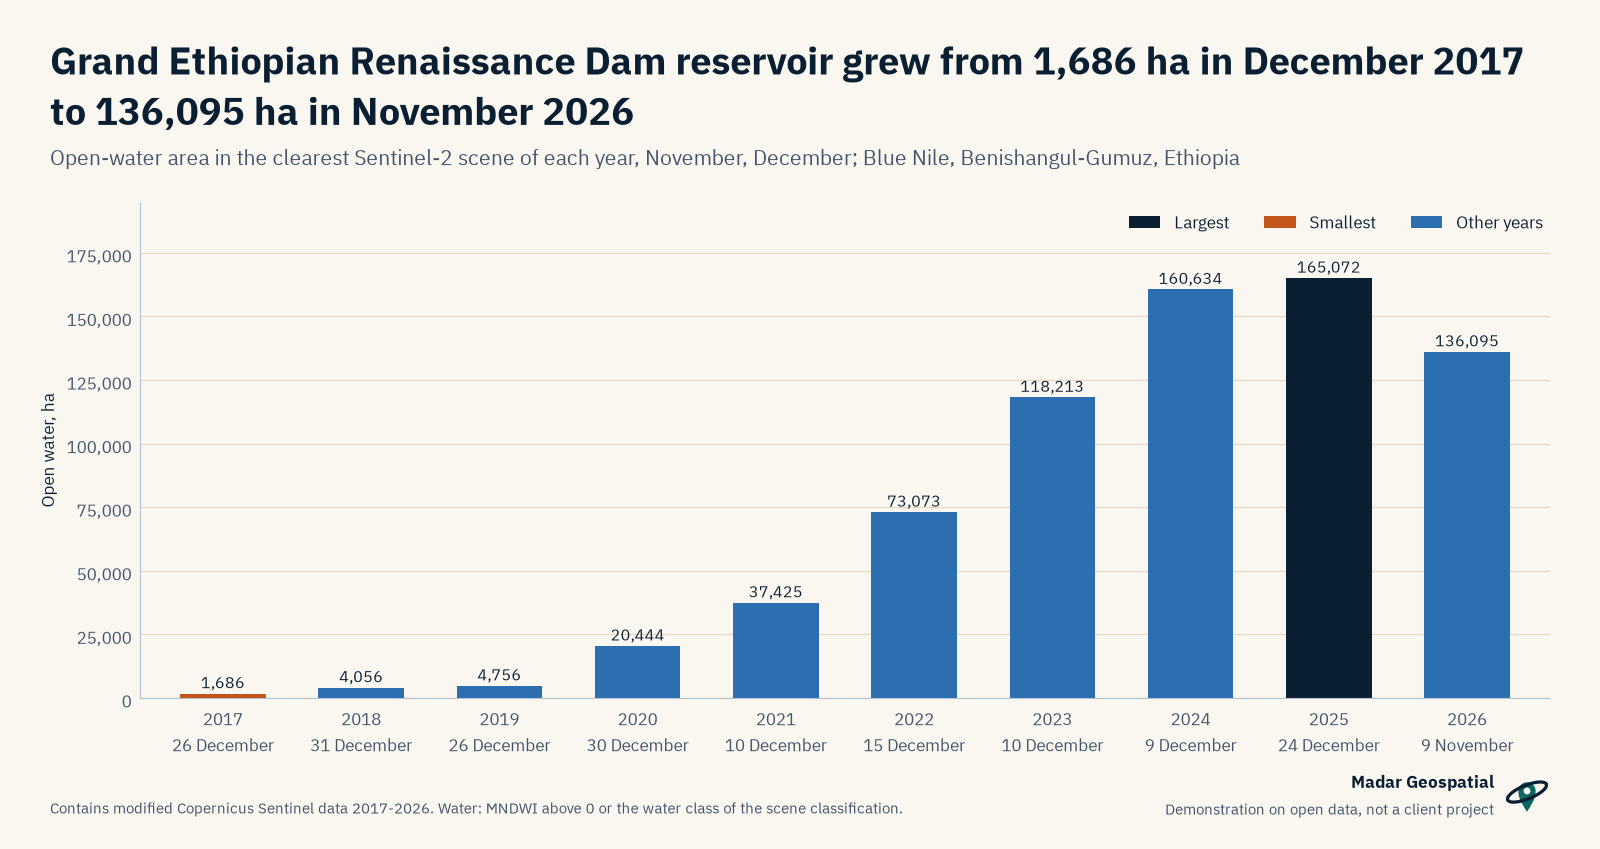 Grand Ethiopian Renaissance Dam reservoir grew from 1,686 ha in December 2017
to 136,095 ha in November 2026
Open-water area in the clearest Sentinel-2 scene of each year, November, December; Blue Nile, Benishangul-Gumuz, Ethiopia
Largest
Smallest
Other years
Open water, ha
175,000
150,000
125,000
100,000
75,000
50,000
25,000
0
1,686
4,056
4,756
20,444
37,425
73,073
118,213
160,634
165,072
136,095
2017
26 December
2018
31 December
2019
26 December
2020
30 December
2021
10 December
2022
15 December
2023
10 December
2024
9 December
2025
24 December
2026
9 November
Contains modified Copernicus Sentinel data 2017-2026. Water: MNDWI above 0 or the water class of the scene classification.
Madar Geospatial
Demonstration on open data, not a client project